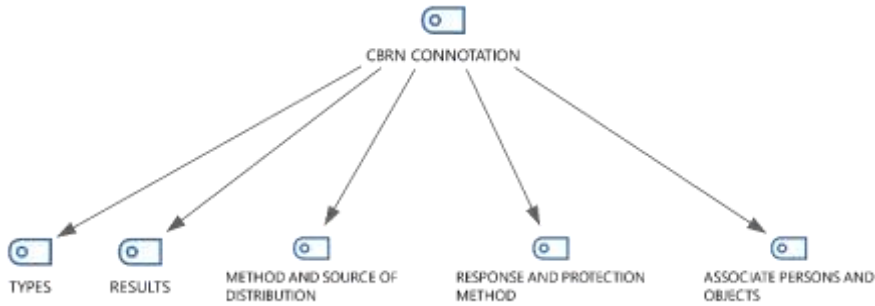 CBRN CONNOTATION
TYPES
RESULTS
METHOD AND SOURCE OF
DISTRIBUTION
RESPONSE AND PROTECTION
METHOD
ASSOCIATE PERSONS AND
OBJECTS